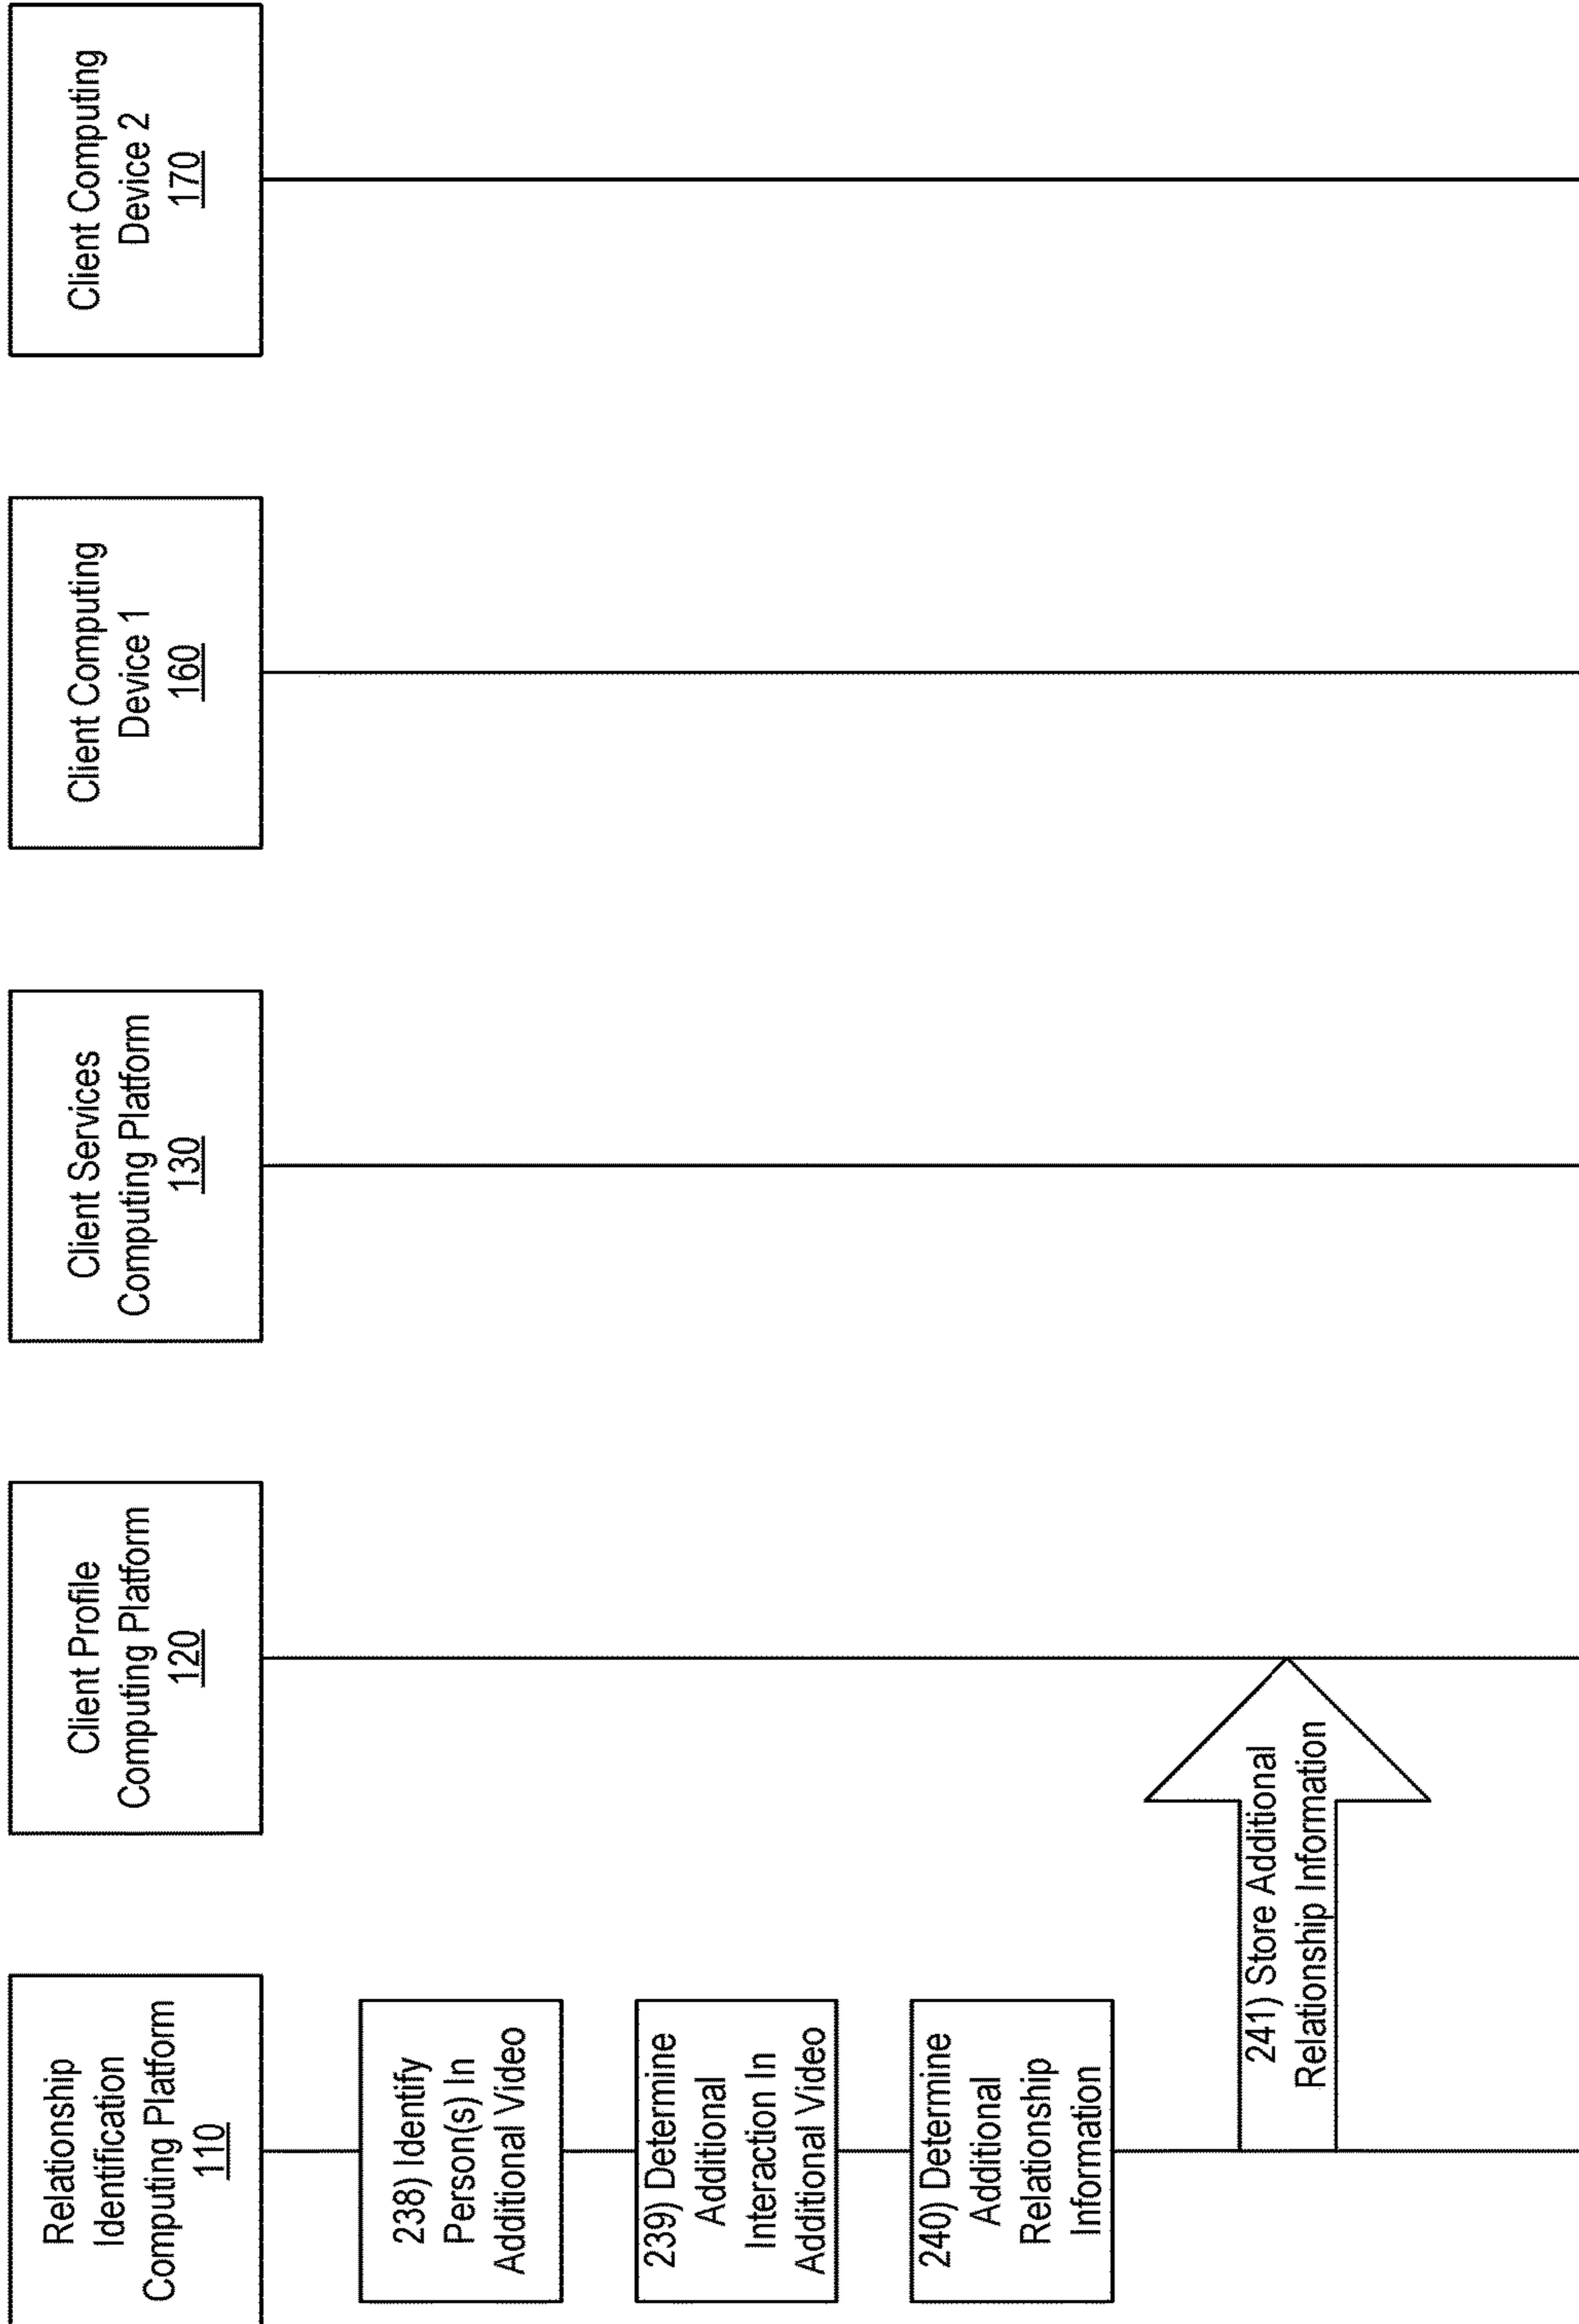 Relationship
Identification
Computing Platform
110
Client Profile
Computing Platform
120
Client Services
Computing Platform
130
Client Computing
Device 1
160
Client Computing
Device 2
170
238) Identify
Person(s) In
Additional Video
239) Determine
Additional
Interaction In
Additional Video
240) Determine
Additional
Relationship
Information
241) Store Additional
Relationship Information